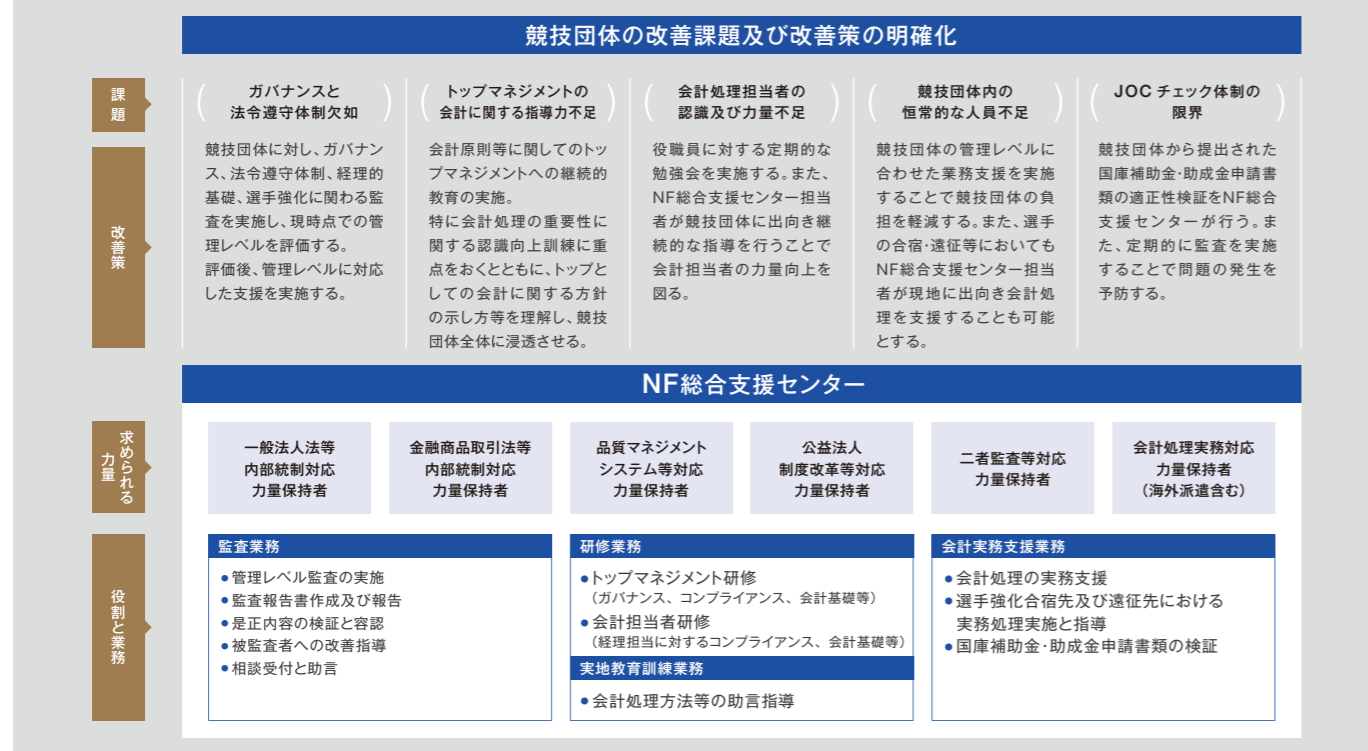 競技団体の改善課題及び改善策の明確化
課題
ガバナンスと
法令遵守体制欠如
トップマネジメントの
会計に関する指導力不足
会計処理担当者の
認識及び力量不足
競技団体内の
恒常的な人員不足
JOC チェック体制の
限界
改善策
競技団体に対し、ガバナン
ス、法令遵守体制、経理的
基礎、選手強化に関わる監
査を実施し、現時点での管
理レベルを評価する。
評価後、管理レベルに対応
した支援を実施する。
会計原則等に関してのトッ
プマネジメントへの継続的
教育の実施。
特に会計処理の重要性に
関する認識向上訓練に重
点をおくとともに、トップと
しての会計に関する方針
の示し方等を理解し、競技
団体全体に浸透させる。
役職員に対する定期的な
勉強会を実施する。また、
NF総合支援センター担当
者が競技団体に出向き継
続的な指導を行うことで
会計担当者の力量向上を
図る。
競技団体の管理レベルに
合わせた業務支援を実施
することで競技団体の負
担を軽減する。また、選手
の合宿・遠征等においても
NF総合支援センター担当
者が現地に出向き会計処
理を支援することも可能
とする。
競技団体から提出された
国庫補助金・助成金申請書
類の適正性検証をNF総合
支援センターが行う。ま
た、定期的に監査を実施
することで問題の発生を
予防する。
NF総合支援センター
求められる
力量
一般法人法等
内部統制対応
力量保持者
金融商品取引法等
内部統制対応
力量保持者
品質マネジメント
システム等対応
力量保持者
公益法人
制度改革等対応
力量保持者
二者監査等対応
力量保持者
会計処理実務対応
力量保持者
（海外派遣含む）
役割と業務
監査業務
●管理レベル監査の実施
●監査報告書作成及び報告
●是正内容の検証と容認
●被監査者への改善指導
●相談受付と助言
研修業務
●トップマネジメント研修
（ガバナンス、コンプライアンス、会計基礎等）
●会計担当者研修
（経理担当に対するコンプライアンス、会計基礎等）
実地教育訓練業務
●会計処理方法等の助言指導
会計実務支援業務
●会計処理の実務支援
●選手強化合宿先及び遠征先における
実務処理実施と指導
●国庫補助金・助成金申請書類の検証